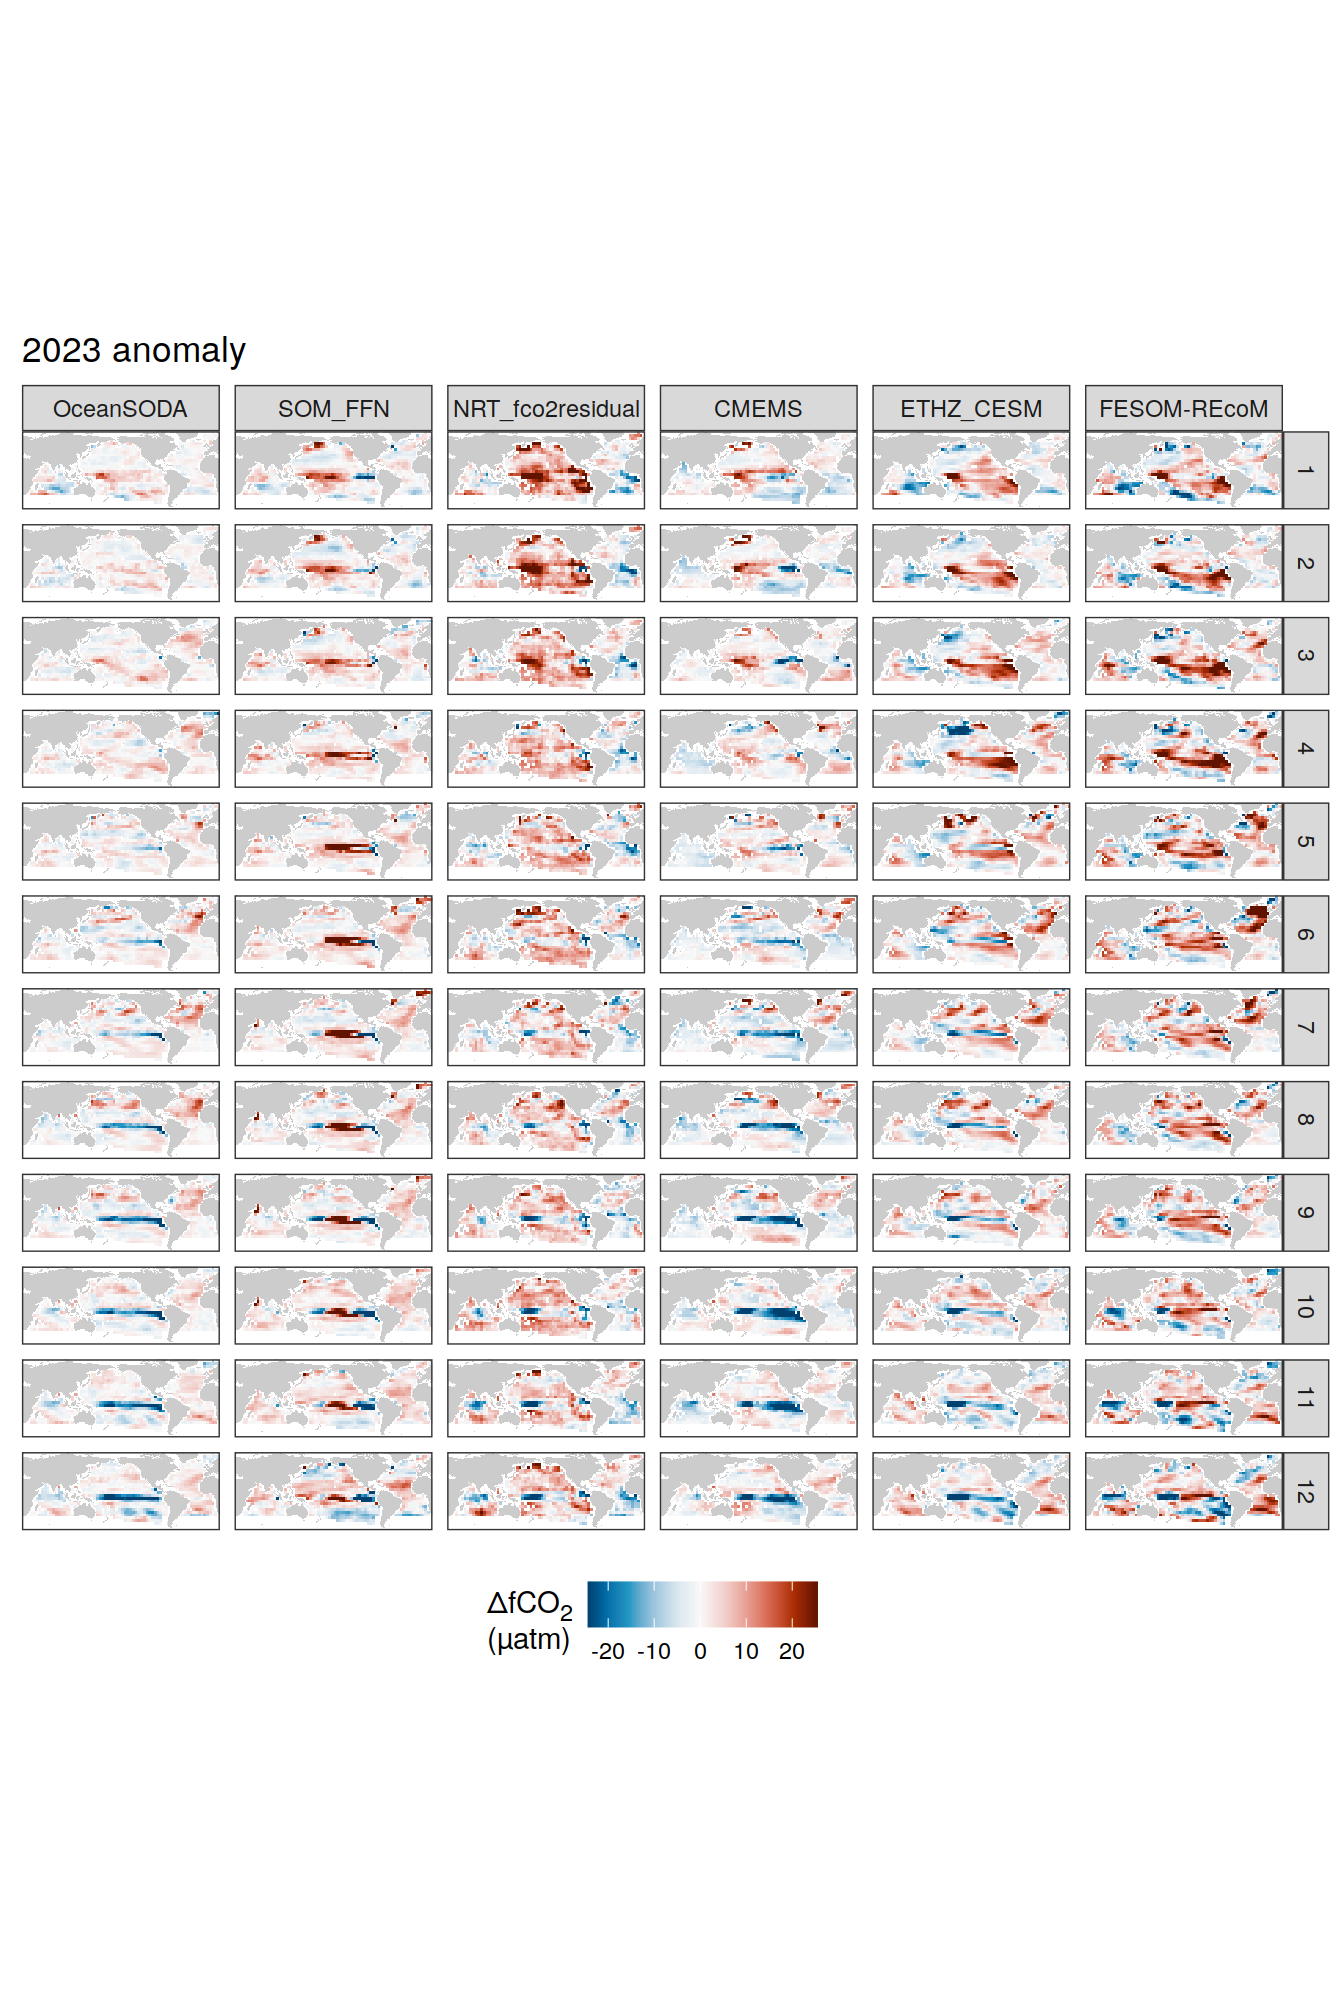 2023 anomaly
OceanSODA SOM_FFN NRT_fco2residual CMEMS ETHZ_CESM FESOM-REcoM
1
2
3
4
5
6
7
8
9
10
11
12
ΔfCO₂
(µatm)
-20 -10 0 10 20